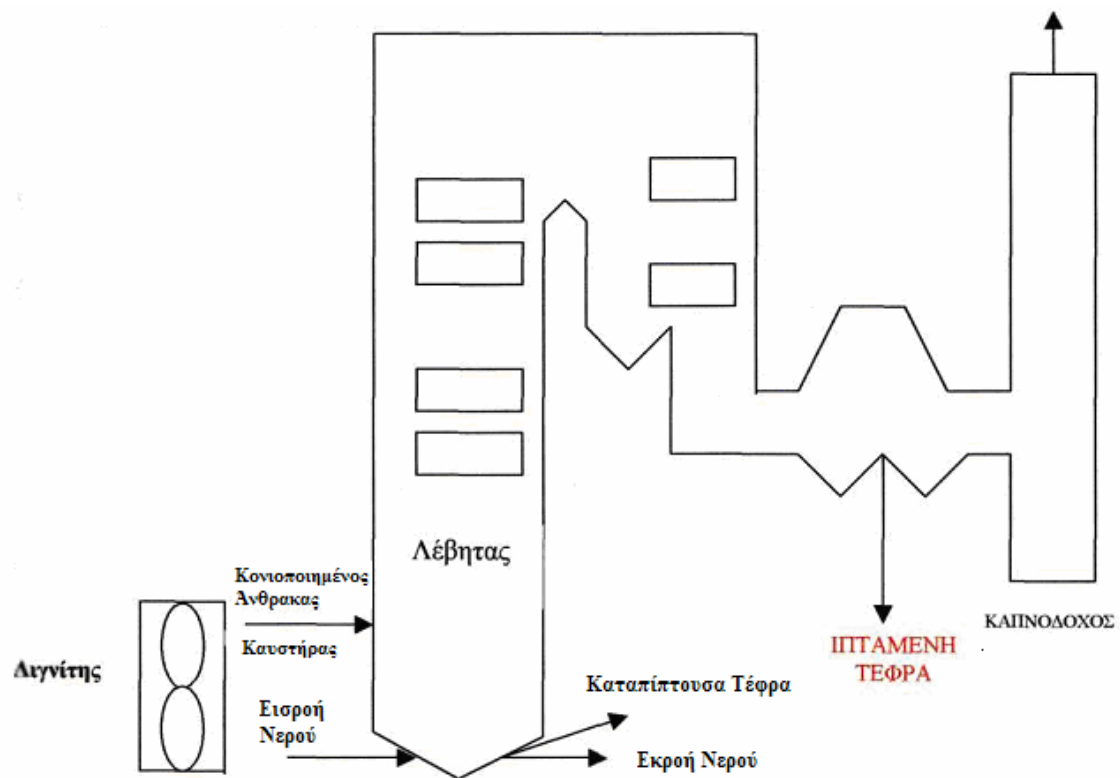 Λέβητας
Κονιοποιημένος
Άνθρακας
Καυστήρας
Λιγνίτης
Εισροή
Νερού
Καταπίπτουσα Τέφρα
Εκροή Νερού
ΙΠΤΑΜΕΝΗ
ΤΕΦΡΑ
ΚΑΠΝΟΔΟΧΟΣ